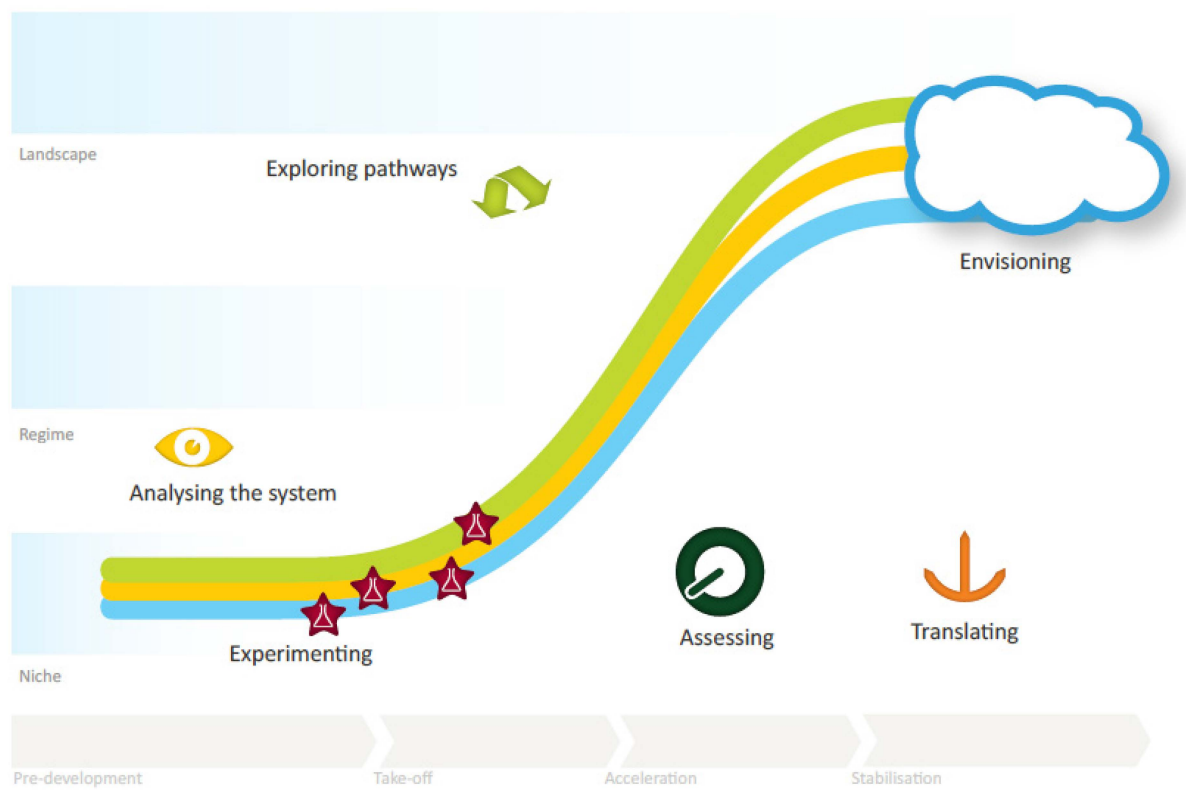 Landscape
Exploring pathways
Envisioning
Regime
Analysing the system
Assessing
Translating
Experimenting
Niche
Pre-development
Take-off
Acceleration
Stabilisation